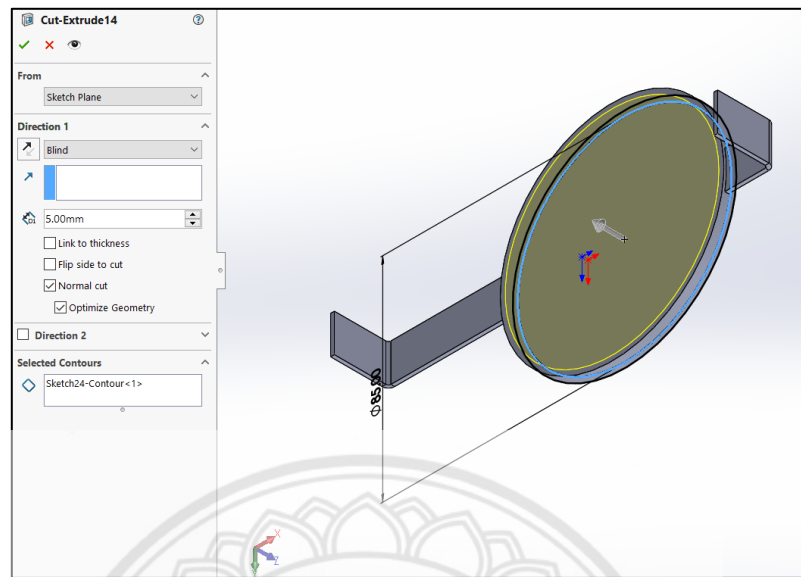 Cut-Extrude14
From
Sketch Plane
Direction 1
Blind
D1
5.00mm
Link to thickness
Flip side to cut
Normal cut
Optimize Geometry
Direction 2
Selected Contours
Sketch24-Contour<1>
Ø85.00
X
Z